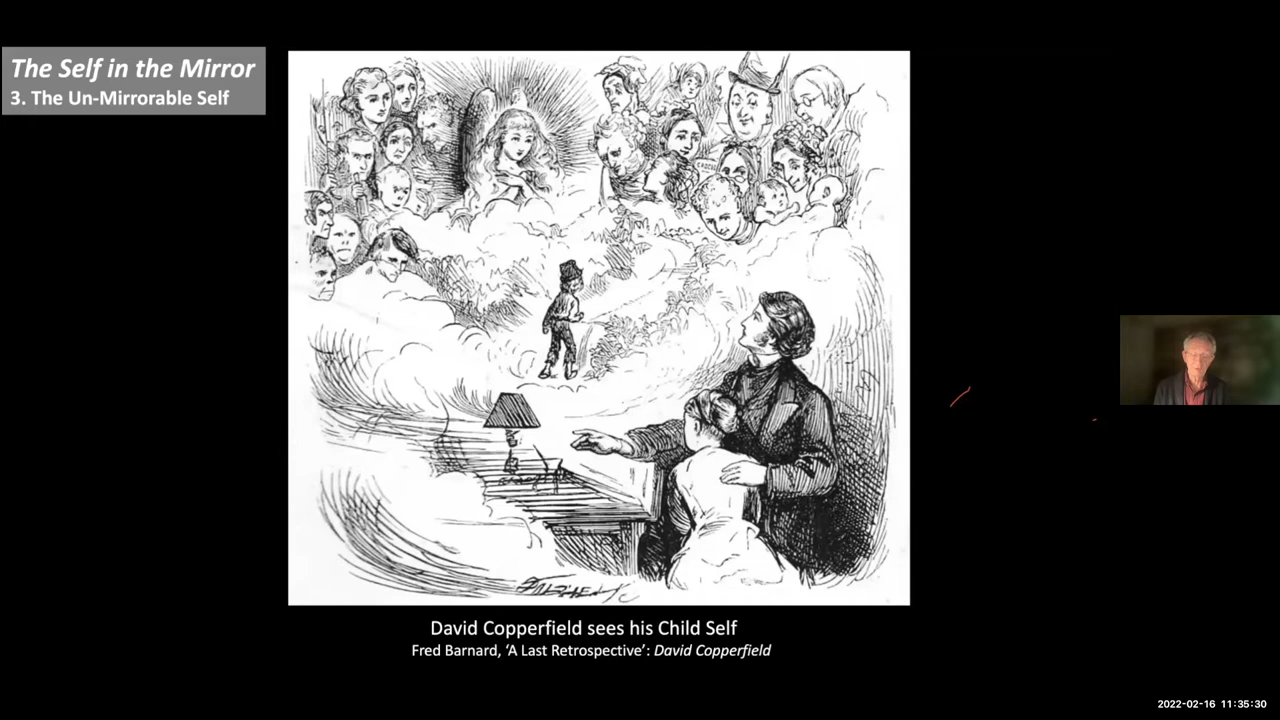 The Self in the Mirror
3. The Un-Mirrorable Self
David Copperfield sees his Child Self
Fred Barnard, ‘A Last Retrospective’: David Copperfield
2022-02-16 11:35:30